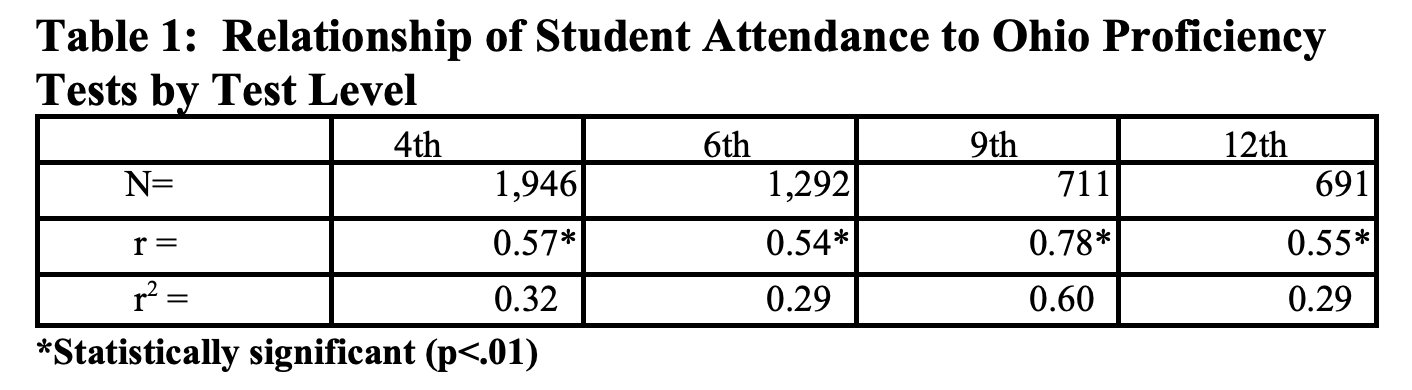 Table 1:  Relationship of Student Attendance to Ohio Proficiency
Tests by Test Level
4th 6th 9th 12th
N= 1,946 1,292 711 691
r = 0.57* 0.54* 0.78* 0.55*
r² = 0.32 0.29 0.60 0.29
*Statistically significant (p<.01)